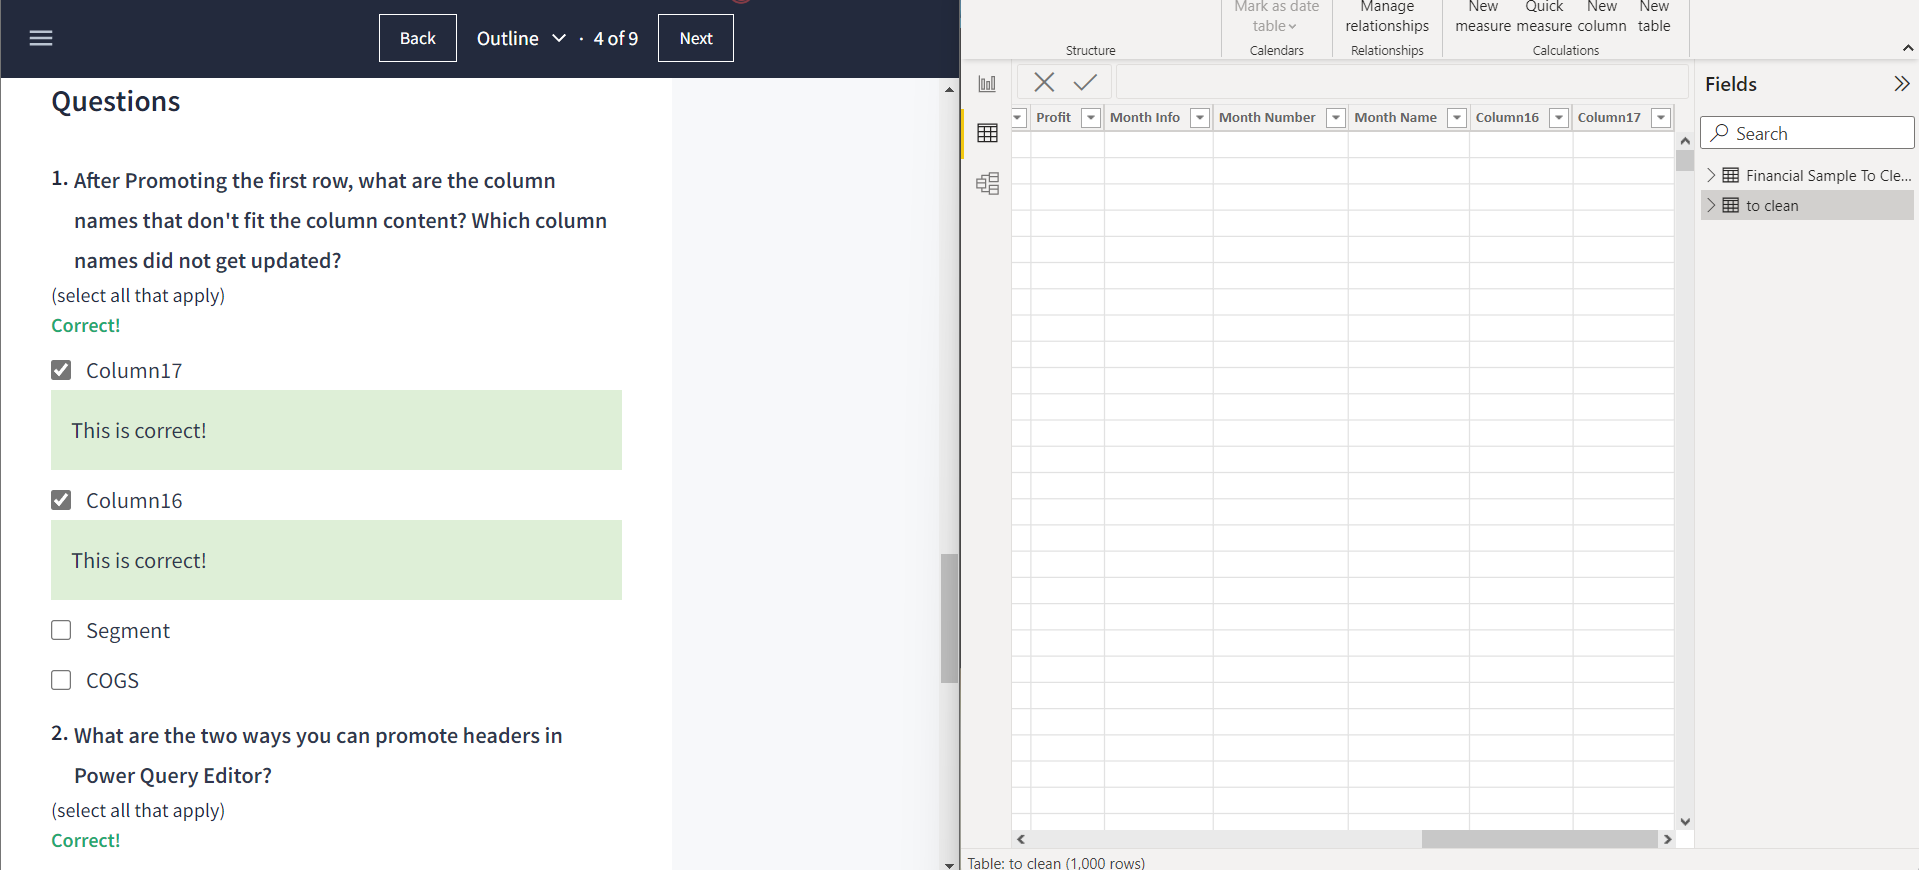 Back
Outline
· 4 of 9
Next
Questions
1. After Promoting the first row, what are the column
names that don't fit the column content? Which column
names did not get updated?
(select all that apply)
Correct!
Column17
This is correct!
Column16
This is correct!
Segment
COGS
2. What are the two ways you can promote headers in
Power Query Editor?
(select all that apply)
Correct!
Mark as date
table
Manage
relationships
New
measure
Quick
measure
New
column
New
table
Structure
Calendars
Relationships
Calculations
Profit
Month Info
Month Number
Month Name
Column16
Column17
Fields
Search
Financial Sample To Cle...
to clean
Table: to clean (1,000 rows)